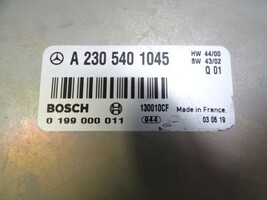 A 230 540 1045
HW 44/00
SW 43/02
Q 01
BOSCH
130010CF
Made in France
0 199 000 011
G44
03 06 19